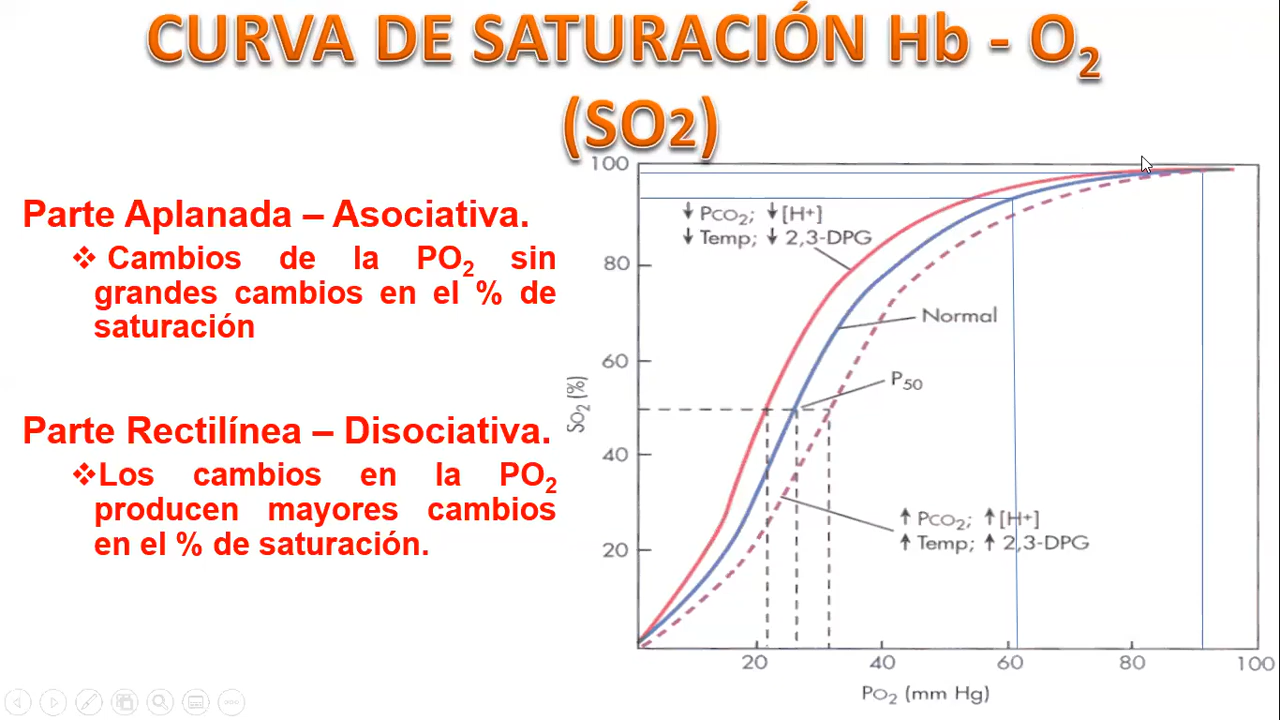 CURVA DE SATURACIÓN Hb - O2
(SO2)
Parte Aplanada – Asociativa.
❖ Cambios de la PO2 sin
grandes cambios en el % de
saturación
Parte Rectilínea – Disociativa.
❖Los cambios en la PO2
producen mayores cambios
en el % de saturación.
100
80
60
40
20
SO2 (%)
↓ PCO2; ↓[H+]
↓ Temp; ↓ 2,3-DPG
Normal
P50
↑ PCO2; ↑[H+]
↑ Temp; ↑ 2,3-DPG
20 40 60 80 100
PO2 (mm Hg)